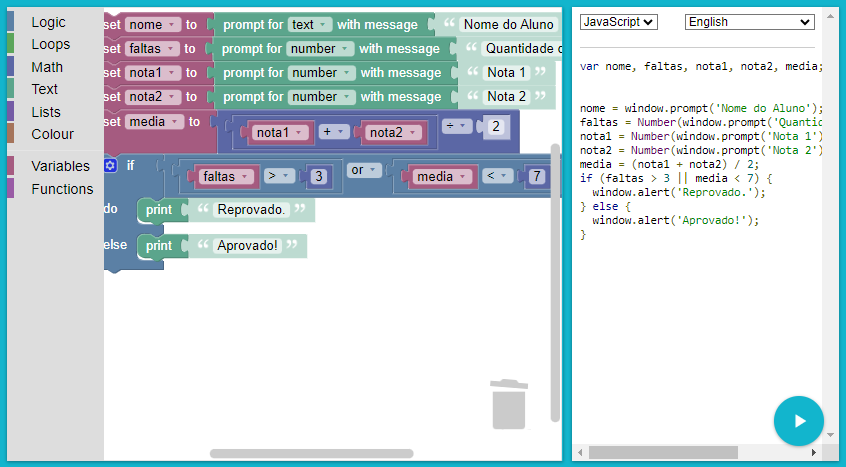 Logic
Loops
Math
Text
Lists
Colour
Variables
Functions
set nome to prompt for text with message “ Nome do Aluno
set faltas to prompt for number with message “ Quantidade
set nota1 to prompt for number with message “ Nota 1 ”
set nota2 to prompt for number with message “ Nota 2 ”
set media to nota1 + nota2 ÷ 2
if faltas > 3 or media < 7
do print “ Reprovado. ”
else print “ Aprovado! ”
JavaScript English
var nome, faltas, nota1, nota2, media;
nome = window.prompt('Nome do Aluno');
faltas = Number(window.prompt('Quantid
nota1 = Number(window.prompt('Nota 1')
nota2 = Number(window.prompt('Nota 2')
media = (nota1 + nota2) / 2;
if (faltas > 3 || media < 7) {
window.alert('Reprovado.');
} else {
window.alert('Aprovado!');
}